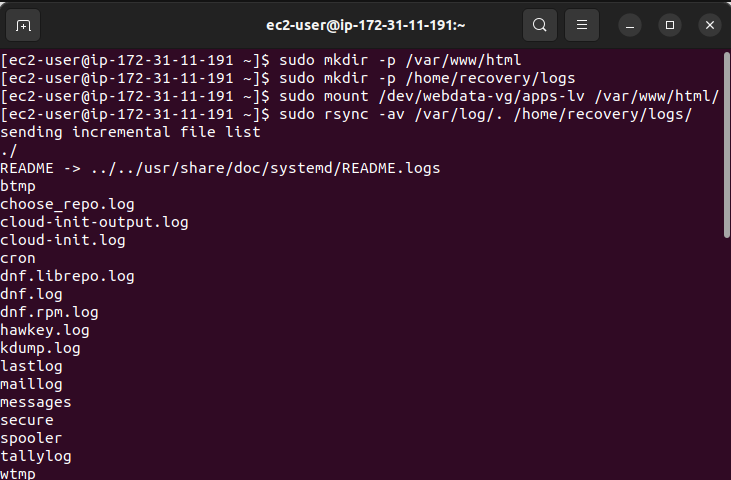 ec2-user@ip-172-31-11-191:~
[ec2-user@ip-172-31-11-191 ~]$ sudo mkdir -p /var/www/html
[ec2-user@ip-172-31-11-191 ~]$ sudo mkdir -p /home/recovery/logs
[ec2-user@ip-172-31-11-191 ~]$ sudo mount /dev/webdata-vg/apps-lv /var/www/html/
[ec2-user@ip-172-31-11-191 ~]$ sudo rsync -av /var/log/. /home/recovery/logs/
sending incremental file list
./
README -> ../../usr/share/doc/systemd/README.logs
btmp
choose_repo.log
cloud-init-output.log
cloud-init.log
cron
dnf.librepo.log
dnf.log
dnf.rpm.log
hawkey.log
kdump.log
lastlog
maillog
messages
secure
spooler
tallylog
wtmp